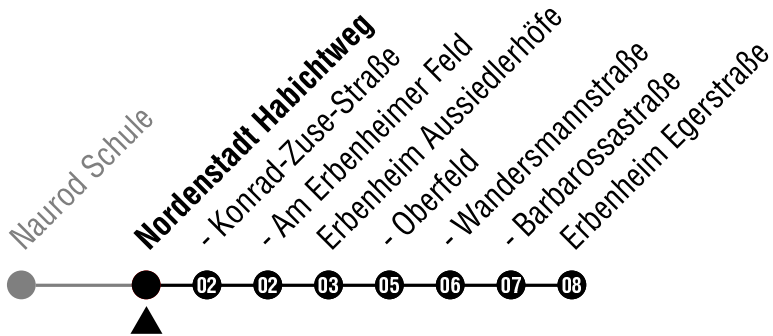 Naurod Schule
Nordenstadt Habichtweg
- Konrad-Zuse-Straße
- Am Erbenheimer Feld
Erbenheim Aussiedlerhöfe
- Oberfeld
- Wandersmannstraße
- Barbarossastraße
Erbenheim Egerstraße
02 02 03 05 06 07 08